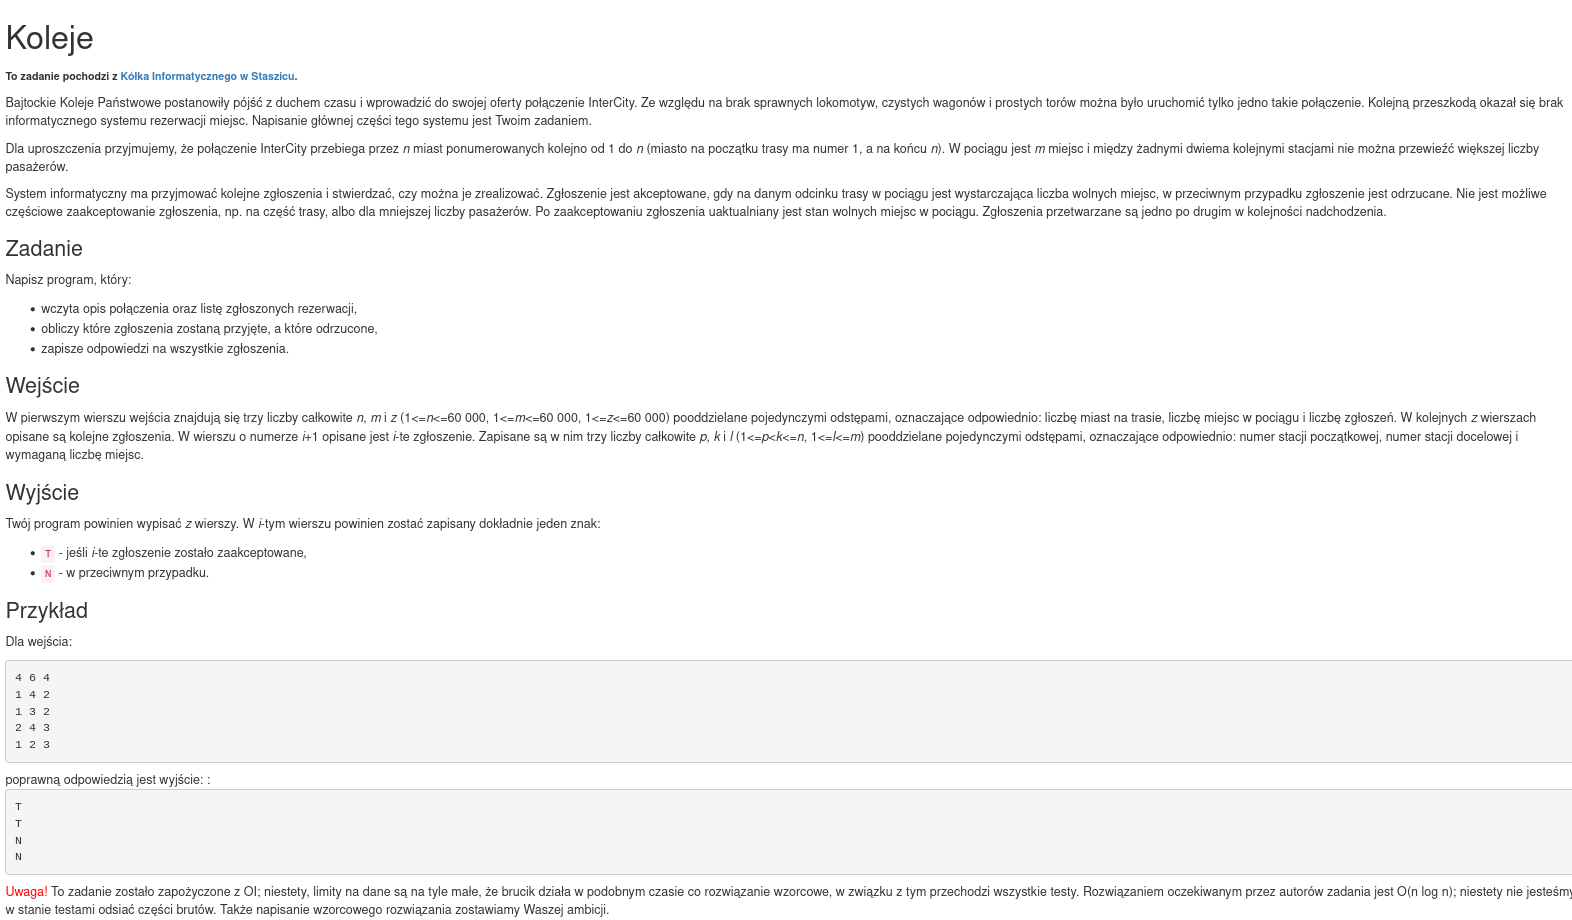 Koleje
To zadanie pochodzi z Kółka Informatycznego w Staszicu.
Bajtockie Koleje Państwowe postanowiły pójść z duchem czasu i wprowadzić do swojej oferty połączenie InterCity. Ze względu na brak sprawnych lokomotyw, czystych wagonów i prostych torów można było uruchomić tylko jedno takie połączenie. Kolejną przeszkodą okazał się brak
informatycznego systemu rezerwacji miejsc. Napisanie głównej części tego systemu jest Twoim zadaniem.
Dla uproszczenia przyjmujemy, że połączenie InterCity przebiega przez n miast ponumerowanych kolejno od 1 do n (miasto na początku trasy ma numer 1, a na końcu n). W pociągu jest m miejsc i między żadnymi dwiema kolejnymi stacjami nie można przewieźć większej liczby
pasażerów.
System informatyczny ma przyjmować kolejne zgłoszenia i stwierdzać, czy można je zrealizować. Zgłoszenie jest akceptowane, gdy na danym odcinku trasy w pociągu jest wystarczająca liczba wolnych miejsc, w przeciwnym przypadku zgłoszenie jest odrzucane. Nie jest możliwe
częściowe zaakceptowanie zgłoszenia, np. na część trasy, albo dla mniejszej liczby pasażerów. Po zaakceptowaniu zgłoszenia uaktualniany jest stan wolnych miejsc w pociągu. Zgłoszenia przetwarzane są jedno po drugim w kolejności nadchodzenia.
Zadanie
Napisz program, który:
• wczyta opis połączenia oraz listę zgłoszonych rezerwacji,
• obliczy które zgłoszenia zostaną przyjęte, a które odrzucone,
• zapisze odpowiedzi na wszystkie zgłoszenia.
Wejście
W pierwszym wierszu wejścia znajdują się trzy liczby całkowite n, m i z (1<=n<=60 000, 1<=m<=60 000, 1<=z<=60 000) pooddzielane pojedynczymi odstępami, oznaczające odpowiednio: liczbę miast na trasie, liczbę miejsc w pociągu i liczbę zgłoszeń. W kolejnych z wierszach
opisane są kolejne zgłoszenia. W wierszu o numerze i+1 opisane jest i-te zgłoszenie. Zapisane są w nim trzy liczby całkowite p, k i l (1<=p<k<=n, 1<=l<=m) pooddzielane pojedynczymi odstępami, oznaczające odpowiednio: numer stacji początkowej, numer stacji docelowej i
wymaganą liczbę miejsc.
Wyjście
Twój program powinien wypisać z wierszy. W i-tym wierszu powinien zostać zapisany dokładnie jeden znak:
• T - jeśli i-te zgłoszenie zostało zaakceptowane,
• N - w przeciwnym przypadku.
Przykład
Dla wejścia:
4 6 4
1 4 2
1 3 2
2 4 3
1 2 3
poprawną odpowiedzią jest wyjście: :
T
T
N
N
Uwaga! To zadanie zostało zapożyczone z OI; niestety, limity na dane są na tyle małe, że brucik działa w podobnym czasie co rozwiązanie wzorcowe, w związku z tym przechodzi wszystkie testy. Rozwiązaniem oczekiwanym przez autorów zadania jest O(n log n); niestety nie jesteśmy
w stanie testami odsiać części brutów. Także napisanie wzorcowego rozwiązania zostawiamy Waszej ambicji.